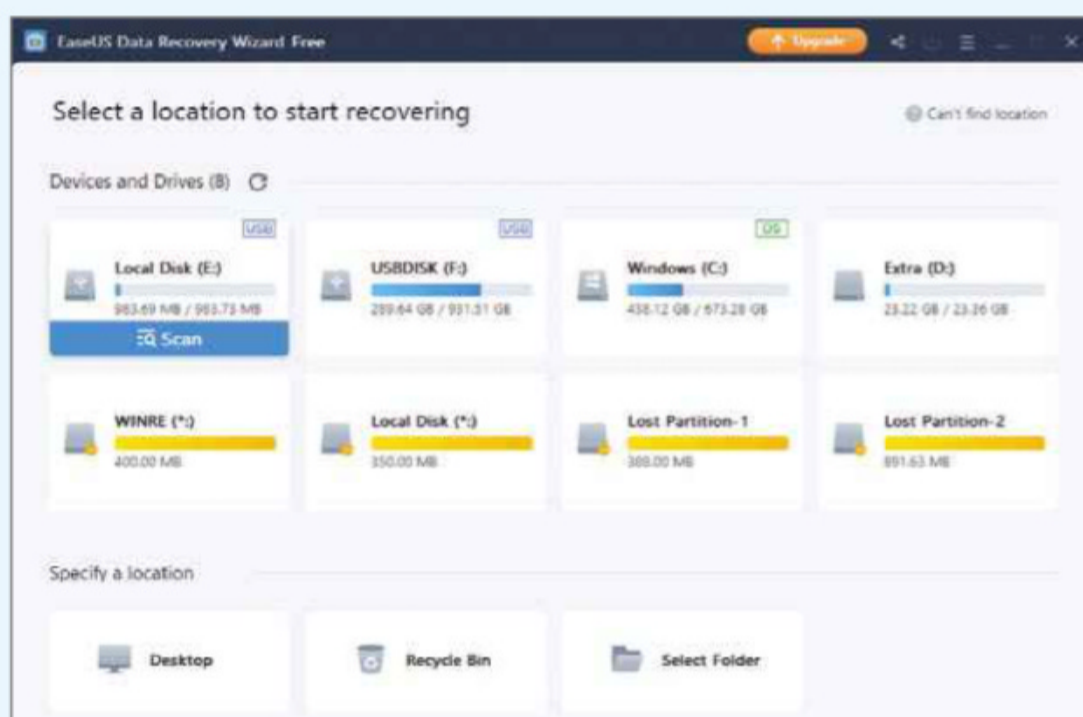 EaseUS Data Recovery Wizard Free
Upgrade
Select a location to start recovering
Can't find location
Devices and Drives (8)
USB
USB
OS
Local Disk (E:)
USBDISK (F:)
Windows (C:)
Extra (D:)
983.69 MB / 983.73 MB
289.64 GB / 931.51 GB
438.12 GB / 673.28 GB
23.22 GB / 23.36 GB
Scan
WINRE (*:)
Local Disk (*:)
Lost Partition-1
Lost Partition-2
400.00 MB
350.00 MB
MB
891.63 MB
Specify a location
Desktop
Recycle Bin
Select Folder